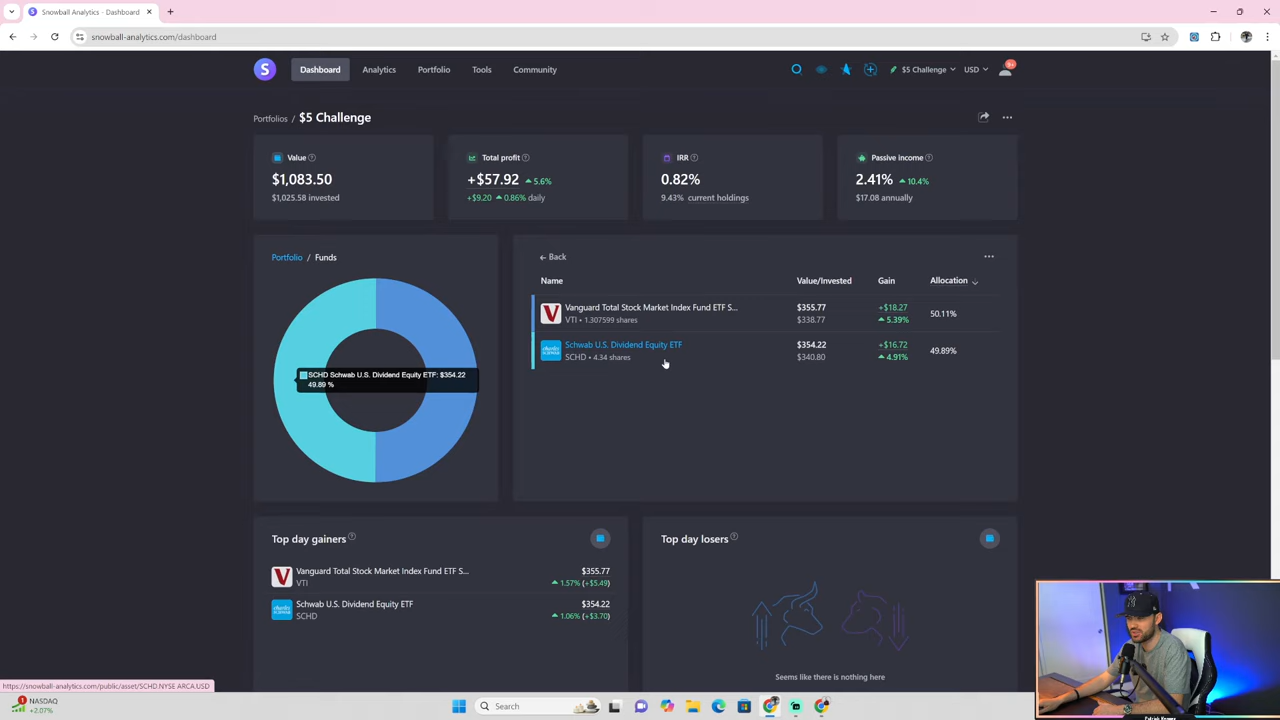 Snowball Analytics - Dashboard
snowball-analytics.com/dashboard
S Dashboard Analytics Portfolio Tools Community $5 Challenge USD 9+
Portfolios / $5 Challenge
Value
$1,083.50
$1,025.58 invested
Total profit
+$57.92 5.6%
+$9.20 0.86% daily
IRR
0.82%
9.43% current holdings
Passive income
2.41% 10.4%
$17.08 annually
Portfolio / Funds
SCHD Schwab U.S. Dividend Equity ETF: $354.22
49.89 %
Back
Name Value/Invested Gain Allocation
Vanguard Total Stock Market Index Fund ETF S... $355.77 +$18.27 50.11%
VTI • 1.307599 shares $338.77 5.39%
Schwab U.S. Dividend Equity ETF $354.22 +$16.72 49.89%
SCHD • 4.34 shares $340.80 4.91%
Top day gainers
Vanguard Total Stock Market Index Fund ETF S... $355.77
VTI 1.57% (+$5.49)
Schwab U.S. Dividend Equity ETF $354.22
SCHD 1.06% (+$3.70)
Top day losers
Seems like there is nothing here
https://snowball-analytics.com/public/asset/SCHD.NYSE ARCA.USD
1 NASDAQ
+2.07%
Search